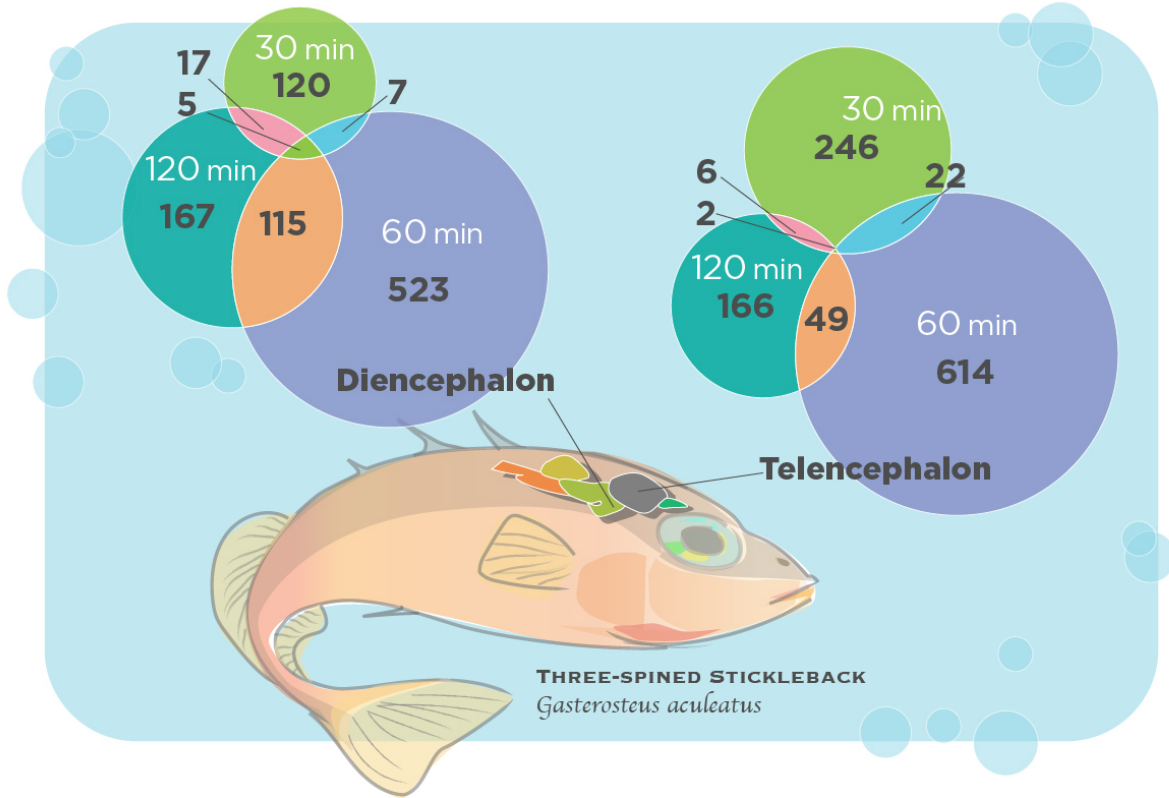 30 min
120
17
5
7
120 min
167
115
60 min
523
30 min
246
6
2
22
120 min
166
49
60 min
614
Diencephalon
Telencephalon
THREE-SPINED STICKLEBACK
Gasterosteus aculeatus